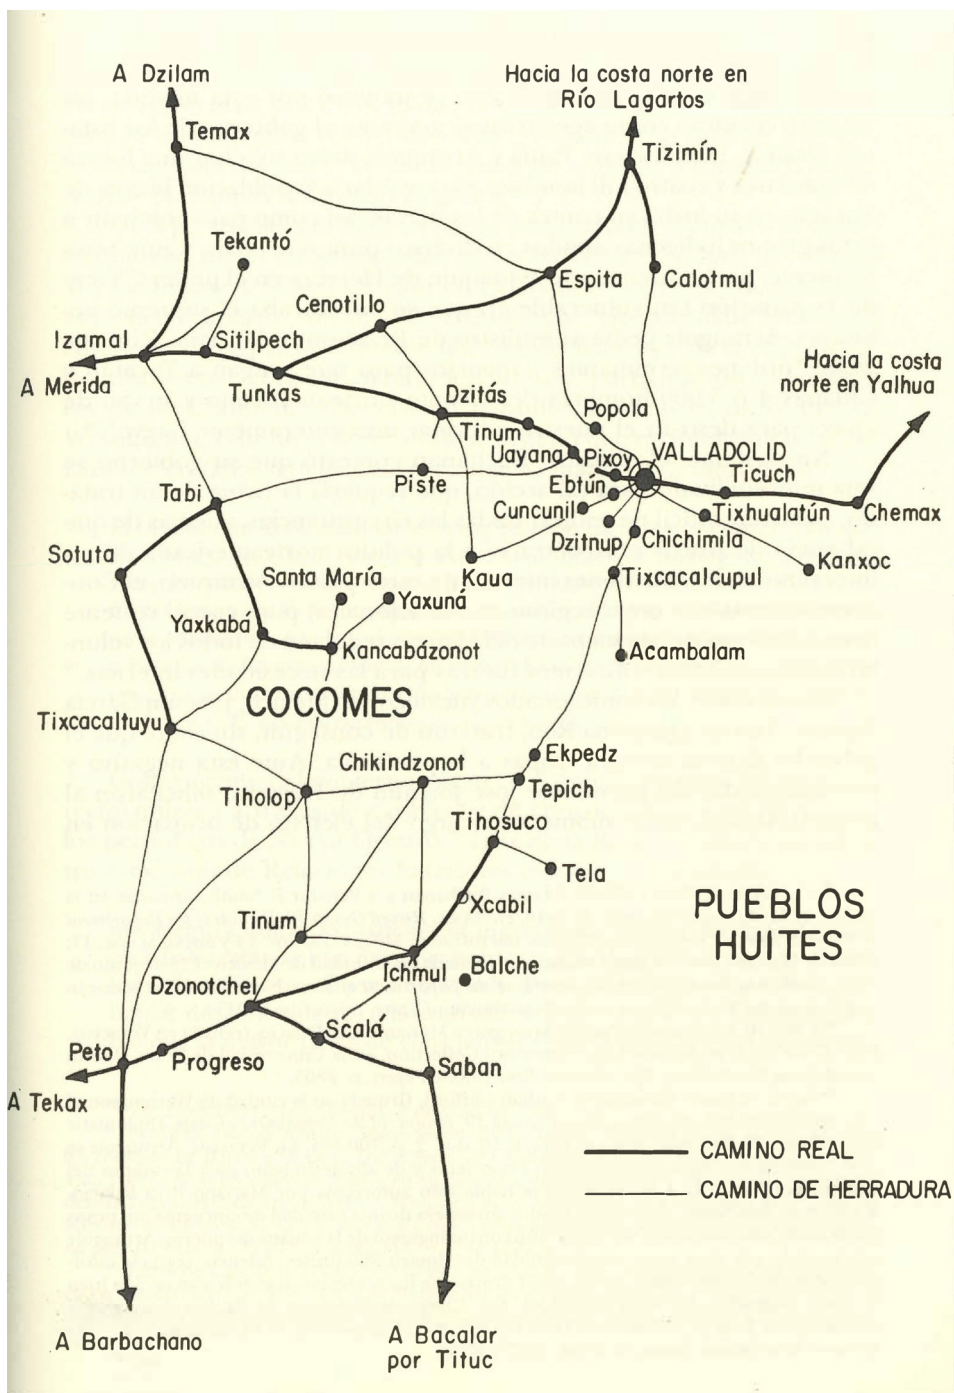 A Dzilam
Hacia la costa norte en
Río Lagartos
Temax
Tizimín
Tekantó
Espita
Calotmul
Cenotillo
Izamal
Sitilpech
Hacia la costa
norte en Yalhua
A Mérida
Tunkas
Dzitás
Popola
Tinum
Uayana
Pixoy
VALLADOLID
Ticuch
Piste
Ebtún
Tabi
Cuncunil
Tixhualatún
Chemax
Dzitnup
Chichimila
Sotuta
Kanxoc
Santa María
Kaua
Tixcacalcupul
Yaxuná
Yaxkabá
Kancabázonot
Acambalam
COCOMES
Tixcacaltuyu
Ekpedz
Chikindzonot
Tiholop
Tepich
Tihosuco
Tela
Xcabil
PUEBLOS
HUITES
Tinum
Ichmul
Balche
Dzonotchel
Scalá
Peto
Progreso
Saban
A Tekax
CAMINO REAL
CAMINO DE HERRADURA
A Barbachano
A Bacalar
por Tituc